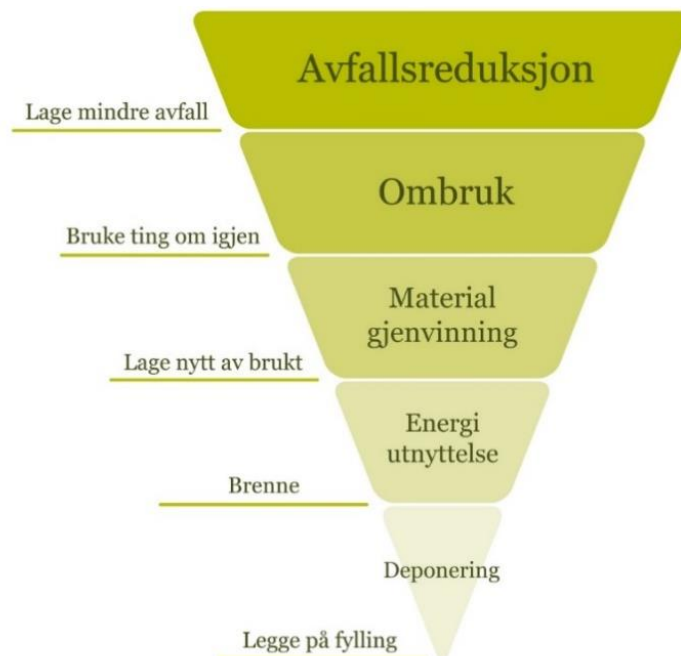 Avfallsreduksjon
Lage mindre avfall
Ombruk
Bruke ting om igjen
Material
gjenvinning
Lage nytt av brukt
Energi
utnyttelse
Brenne
Deponering
Legge på fylling